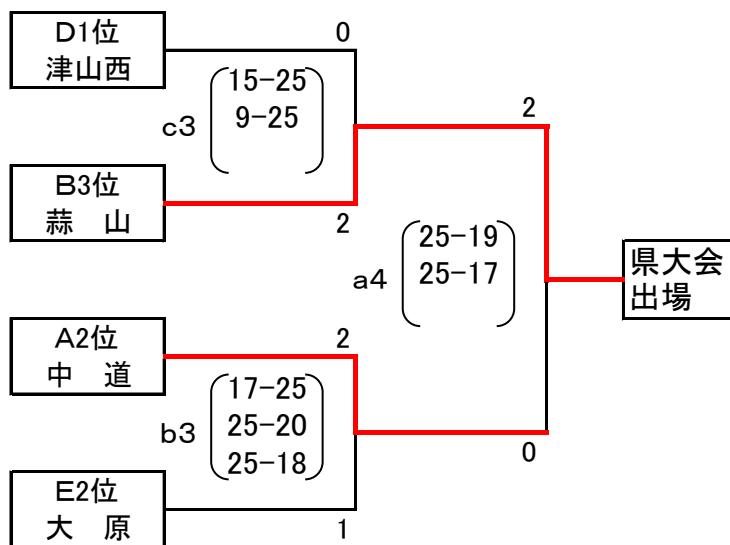 D1位
津山西
0
c3
15-25
9-25
2
B3位
蒜　山
2
a4
25-19
25-17
県大会
出場
A2位
中　道
2
b3
17-25
25-20
25-18
0
E2位
大　原
1